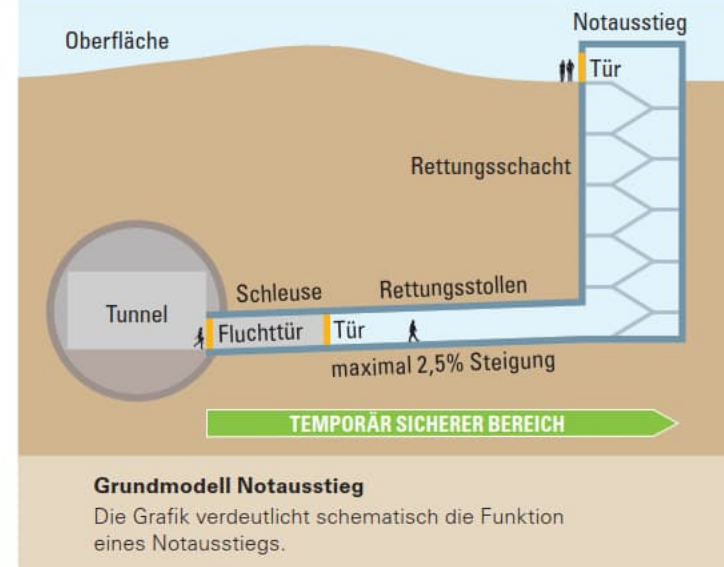 Notausstieg
Oberfläche
Tür
Rettungsschacht
Schleuse
Rettungsstollen
Tunnel
Fluchttür
Tür
maximal 2,5% Steigung
TEMPORÄR SICHERER BEREICH
Grundmodell Notausstieg
Die Grafik verdeutlicht schematisch die Funktion
eines Notausstiegs.